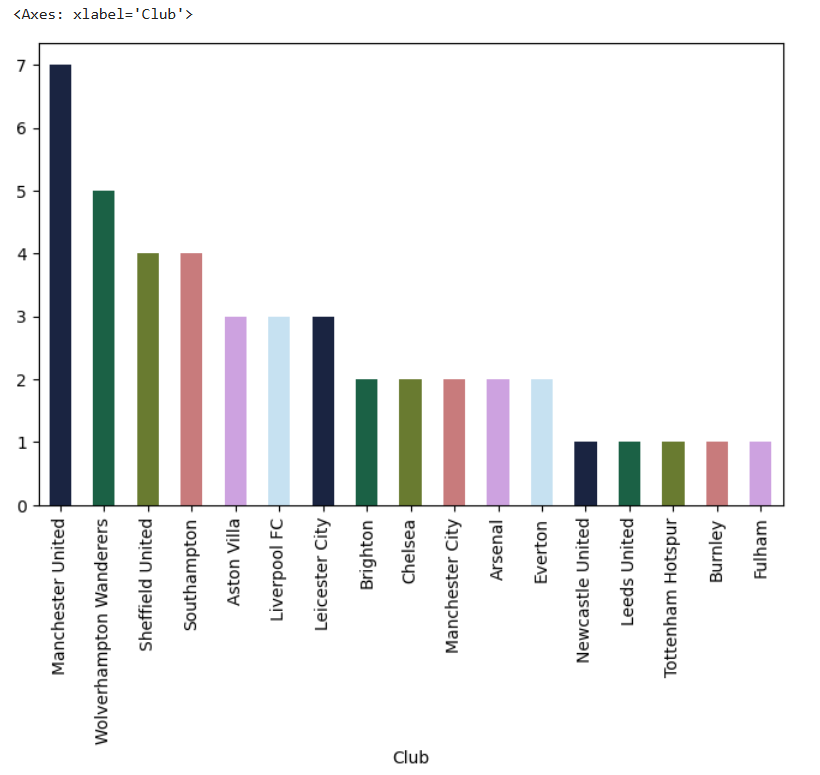 <Axes: xlabel='Club'>
7
6
5
4
3
2
1
0
Manchester United
Wolverhampton Wanderers
Sheffield United
Southampton
Aston Villa
Liverpool FC
Leicester City
Brighton
Chelsea
Manchester City
Arsenal
Everton
Newcastle United
Leeds United
Tottenham Hotspur
Burnley
Fulham
Club